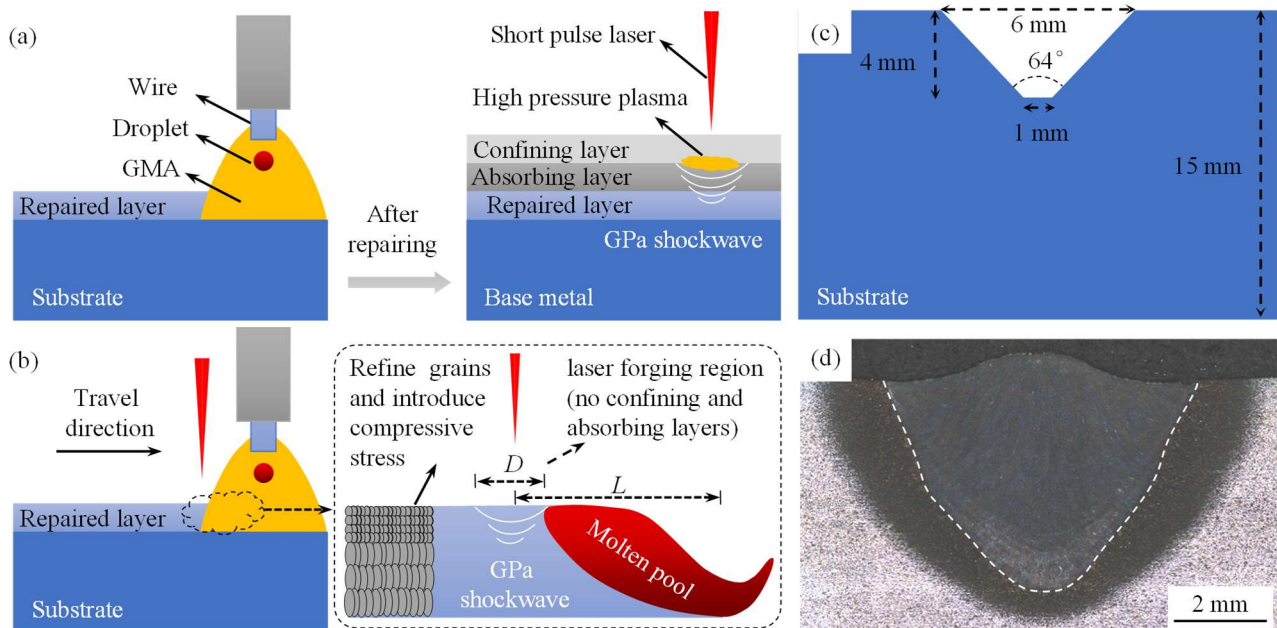 (a)
Wire
Droplet
GMA
Repaired layer
Substrate
After
repairing
Short pulse laser
High pressure plasma
Confining layer
Absorbing layer
Repaired layer
GPa shockwave
Base metal
(b)
Travel
direction
Repaired layer
Substrate
Refine grains
and introduce
compressive
stress
laser forging region
(no confining and
absorbing layers)
D
L
GPa
shockwave
Molten pool
(c)
6 mm
4 mm
64°
1 mm
15 mm
Substrate
(d)
2 mm